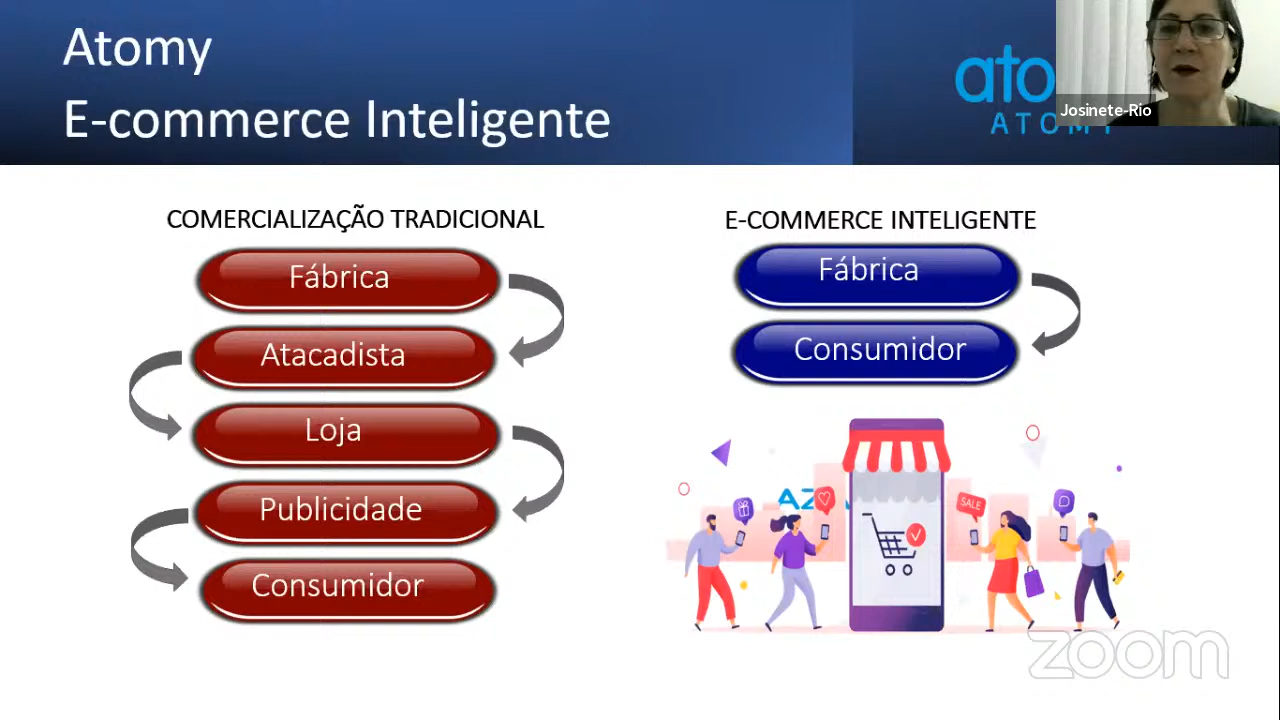 Atomy
E-commerce Inteligente
ato
ATOMY
Josinete-Rio
COMERCIALIZAÇÃO TRADICIONAL
Fábrica
Atacadista
Loja
Publicidade
Consumidor
E-COMMERCE INTELIGENTE
Fábrica
Consumidor
SALE
zoom